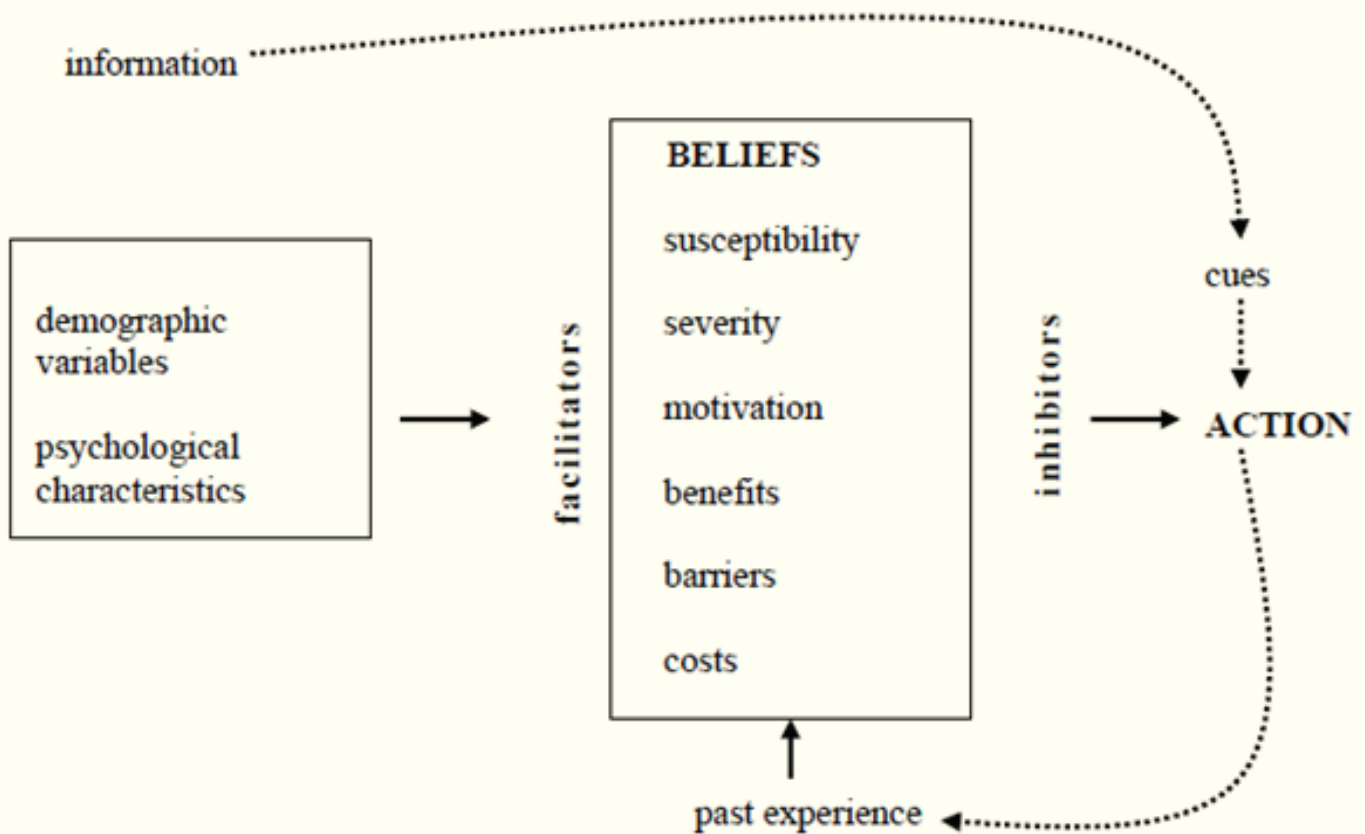 information
BELIEFS
susceptibility
severity
motivation
benefits
barriers
costs
demographic
variables
psychological
characteristics
facilitators
inhibitors
cues
ACTION
past experience